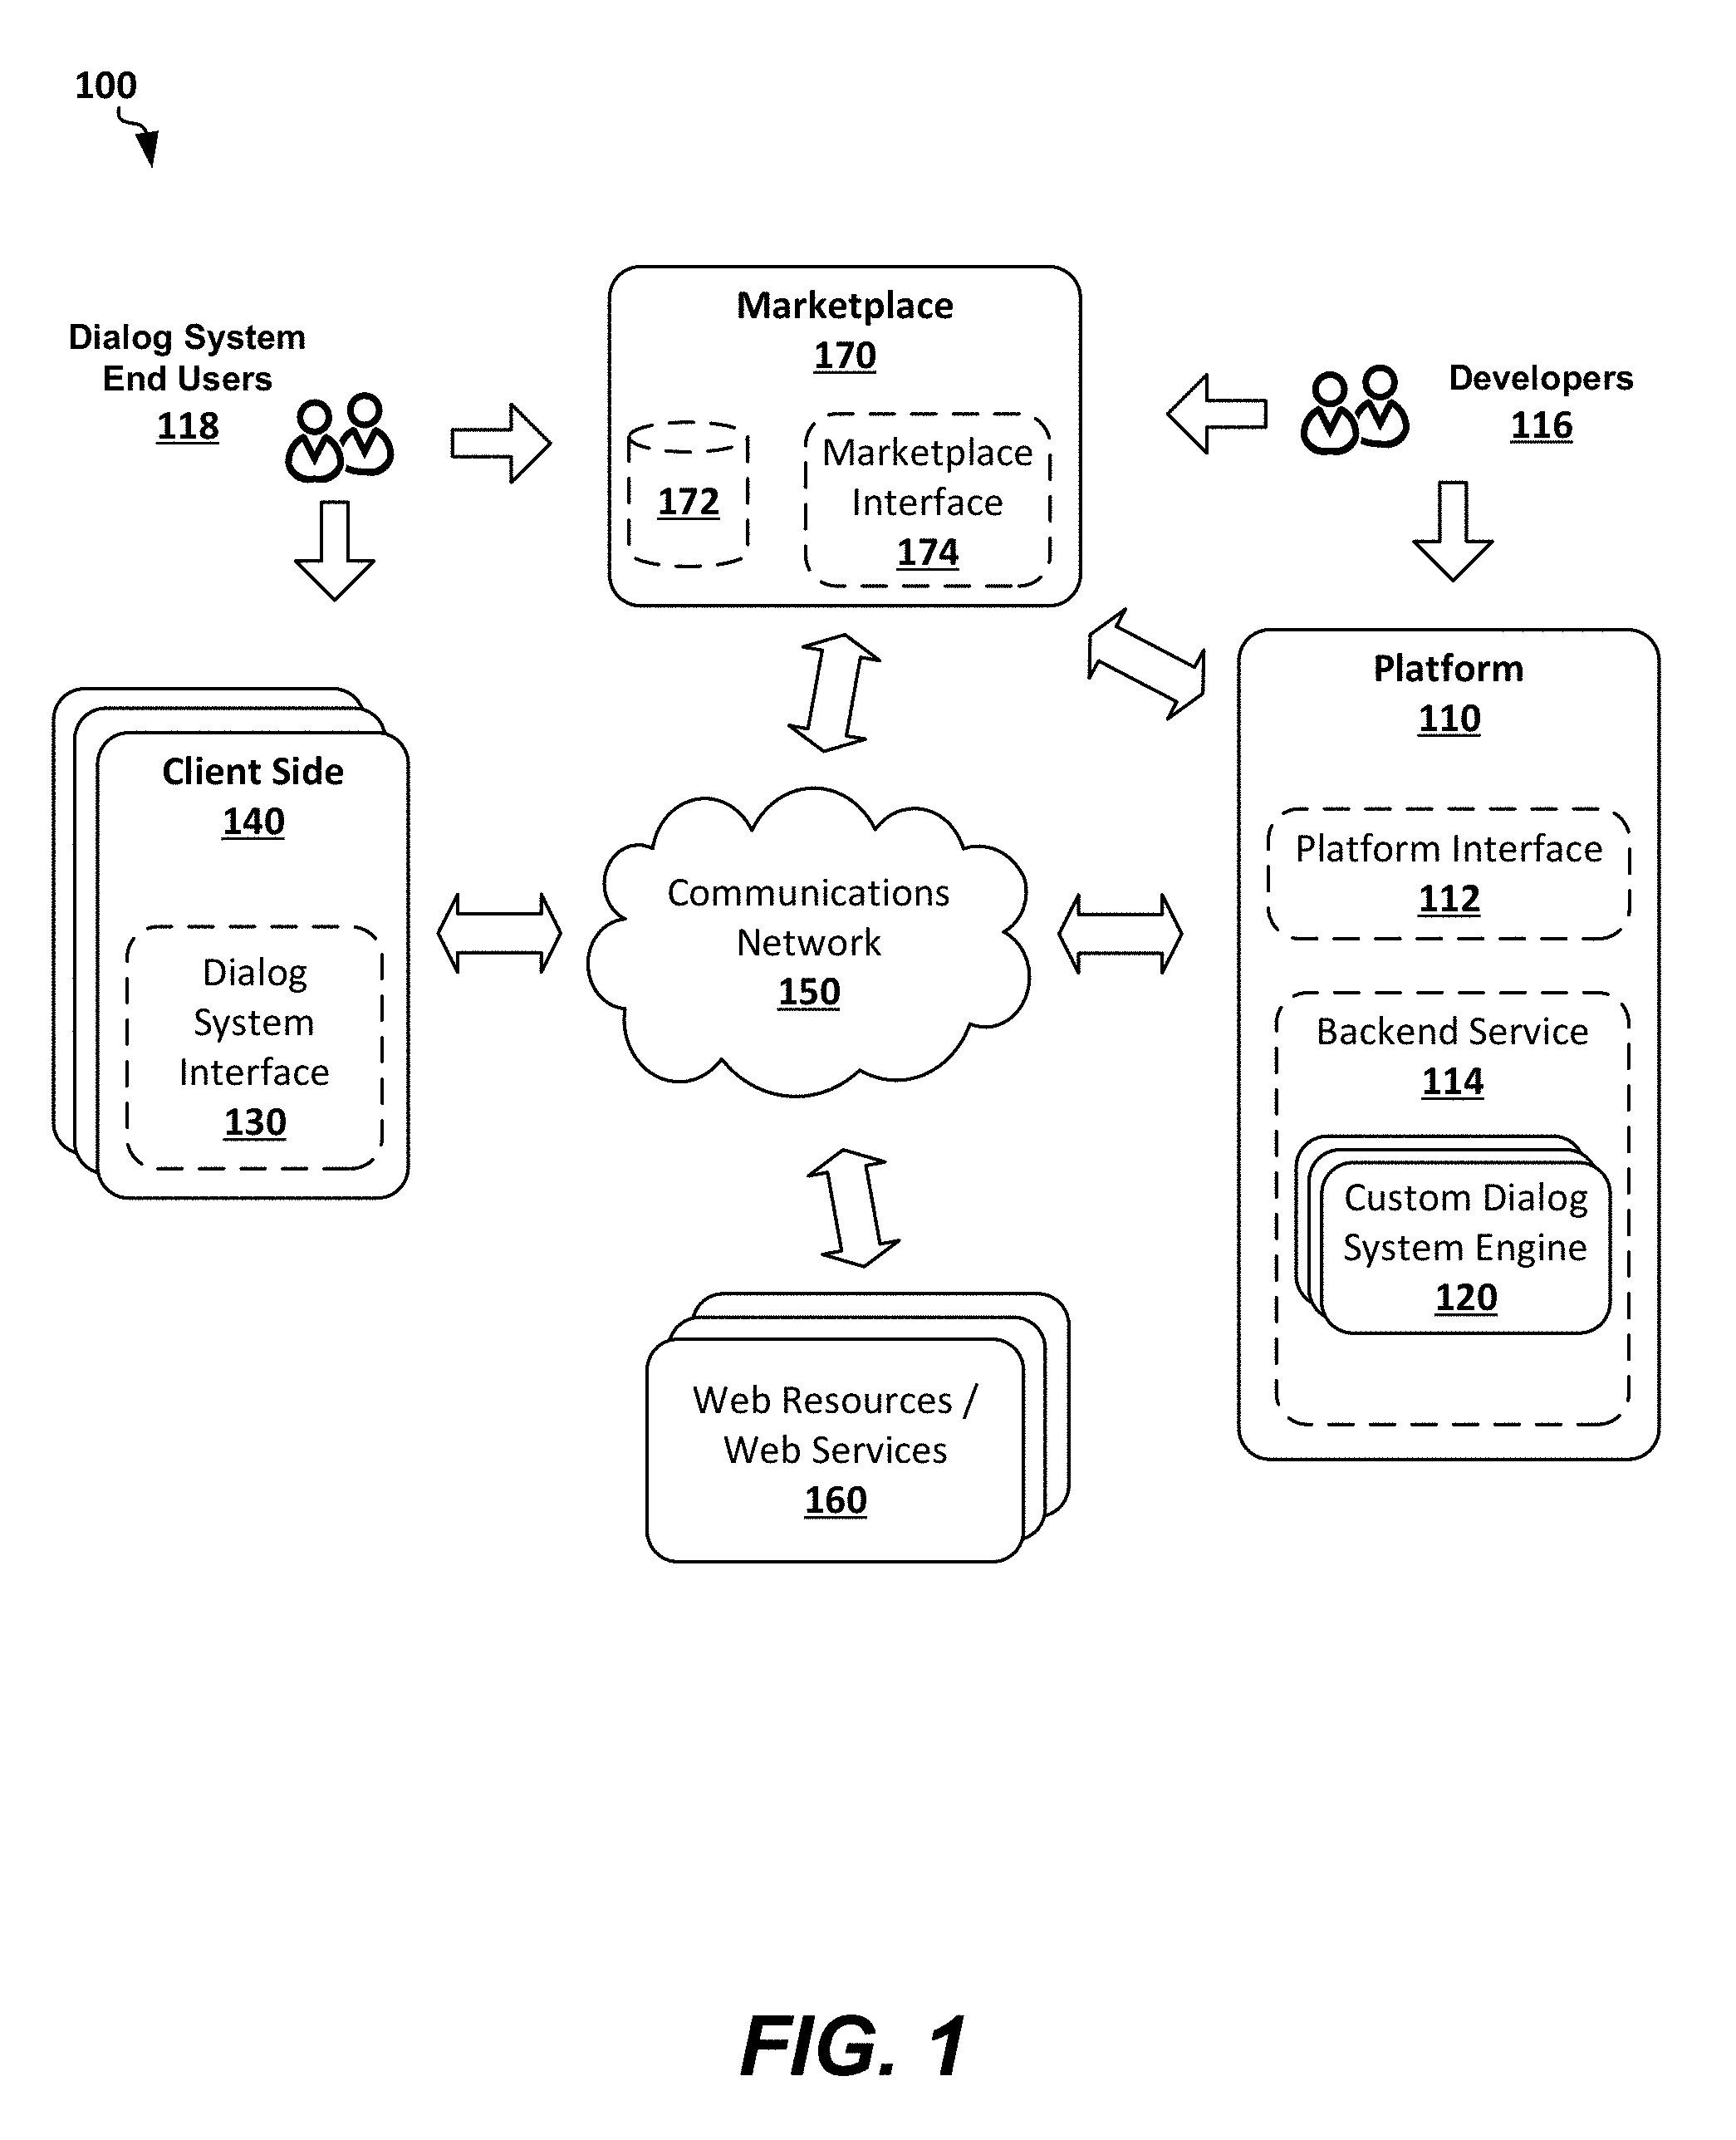 100
Marketplace
170
172
Marketplace
Interface
174
Dialog System
End Users
118
Developers
116
Client Side
140
Dialog
System
Interface
130
Communications
Network
150
Platform
110
Platform Interface
112
Backend Service
114
Custom Dialog
System Engine
120
Web Resources /
Web Services
160
FIG. 1